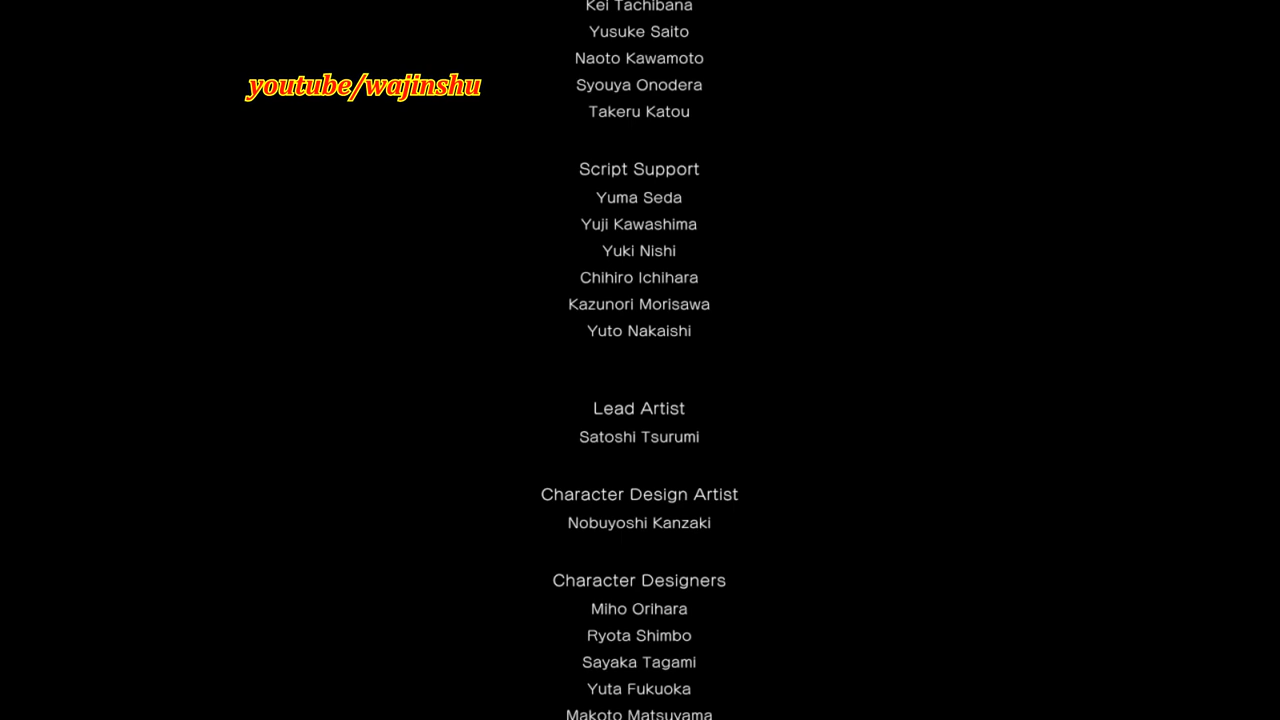 Kei Tachibana
Yusuke Saito
Naoto Kawamoto
youtube/wajinshu
Syouya Onodera
Takeru Katou
Script Support
Yuma Seda
Yuji Kawashima
Yuki Nishi
Chihiro Ichihara
Kazunori Morisawa
Yuto Nakaishi
Lead Artist
Satoshi Tsurumi
Character Design Artist
Nobuyoshi Kanzaki
Character Designers
Miho Orihara
Ryota Shimbo
Sayaka Tagami
Yuta Fukuoka
Makoto Matsuyama